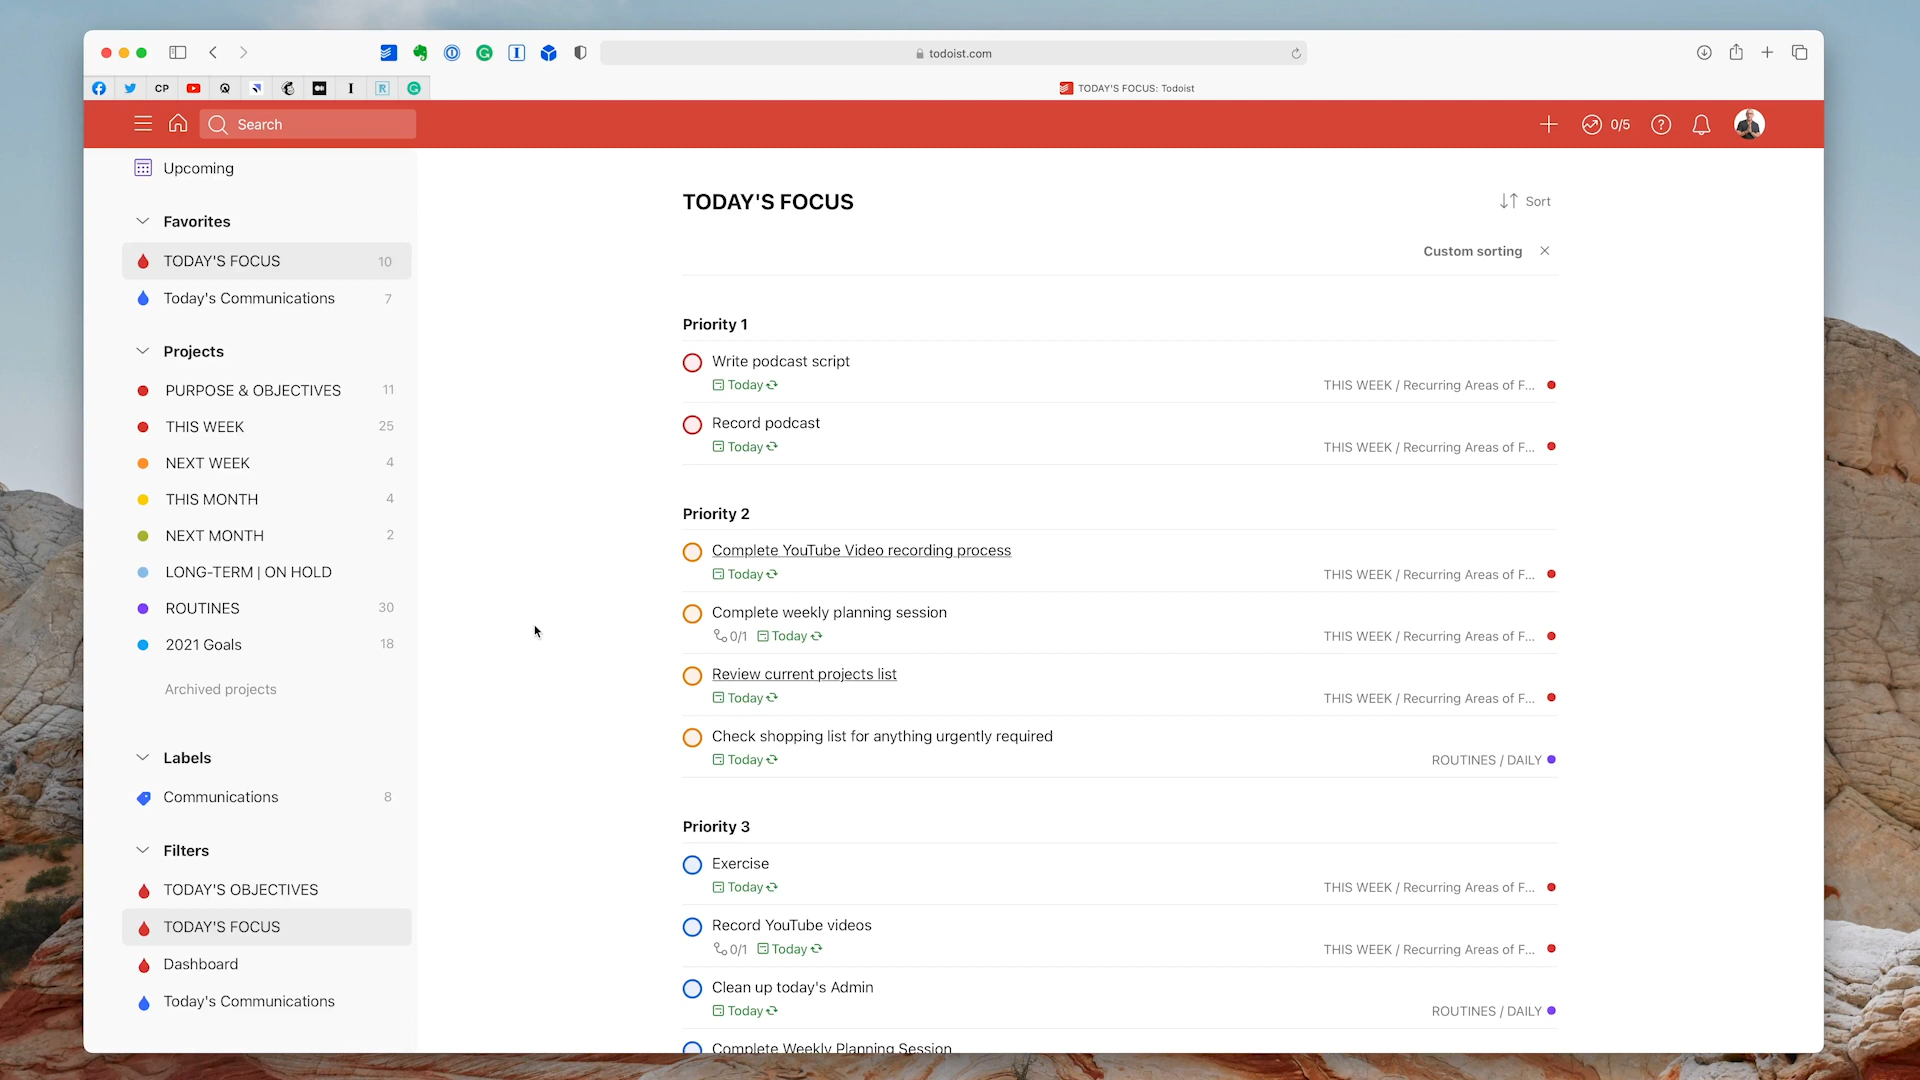 todoist.com
CP
I
R
TODAY'S FOCUS: Todoist
Search
0/5
Upcoming
Favorites
TODAY'S FOCUS 10
Today's Communications 7
Projects
PURPOSE & OBJECTIVES 11
THIS WEEK 25
NEXT WEEK 4
THIS MONTH 4
NEXT MONTH 2
LONG-TERM | ON HOLD
ROUTINES 30
2021 Goals 18
Archived projects
Labels
Communications 8
Filters
TODAY'S OBJECTIVES
TODAY'S FOCUS
Dashboard
Today's Communications
TODAY'S FOCUS
Sort
Custom sorting
Priority 1
Write podcast script
Today THIS WEEK / Recurring Areas of F...
Record podcast
Today THIS WEEK / Recurring Areas of F...
Priority 2
Complete YouTube Video recording process
Today THIS WEEK / Recurring Areas of F...
Complete weekly planning session
0/1 Today THIS WEEK / Recurring Areas of F...
Review current projects list
Today THIS WEEK / Recurring Areas of F...
Check shopping list for anything urgently required
Today ROUTINES / DAILY
Priority 3
Exercise
Today THIS WEEK / Recurring Areas of F...
Record YouTube videos
0/1 Today THIS WEEK / Recurring Areas of F...
Clean up today's Admin
Today ROUTINES / DAILY
Complete Weekly Planning Session